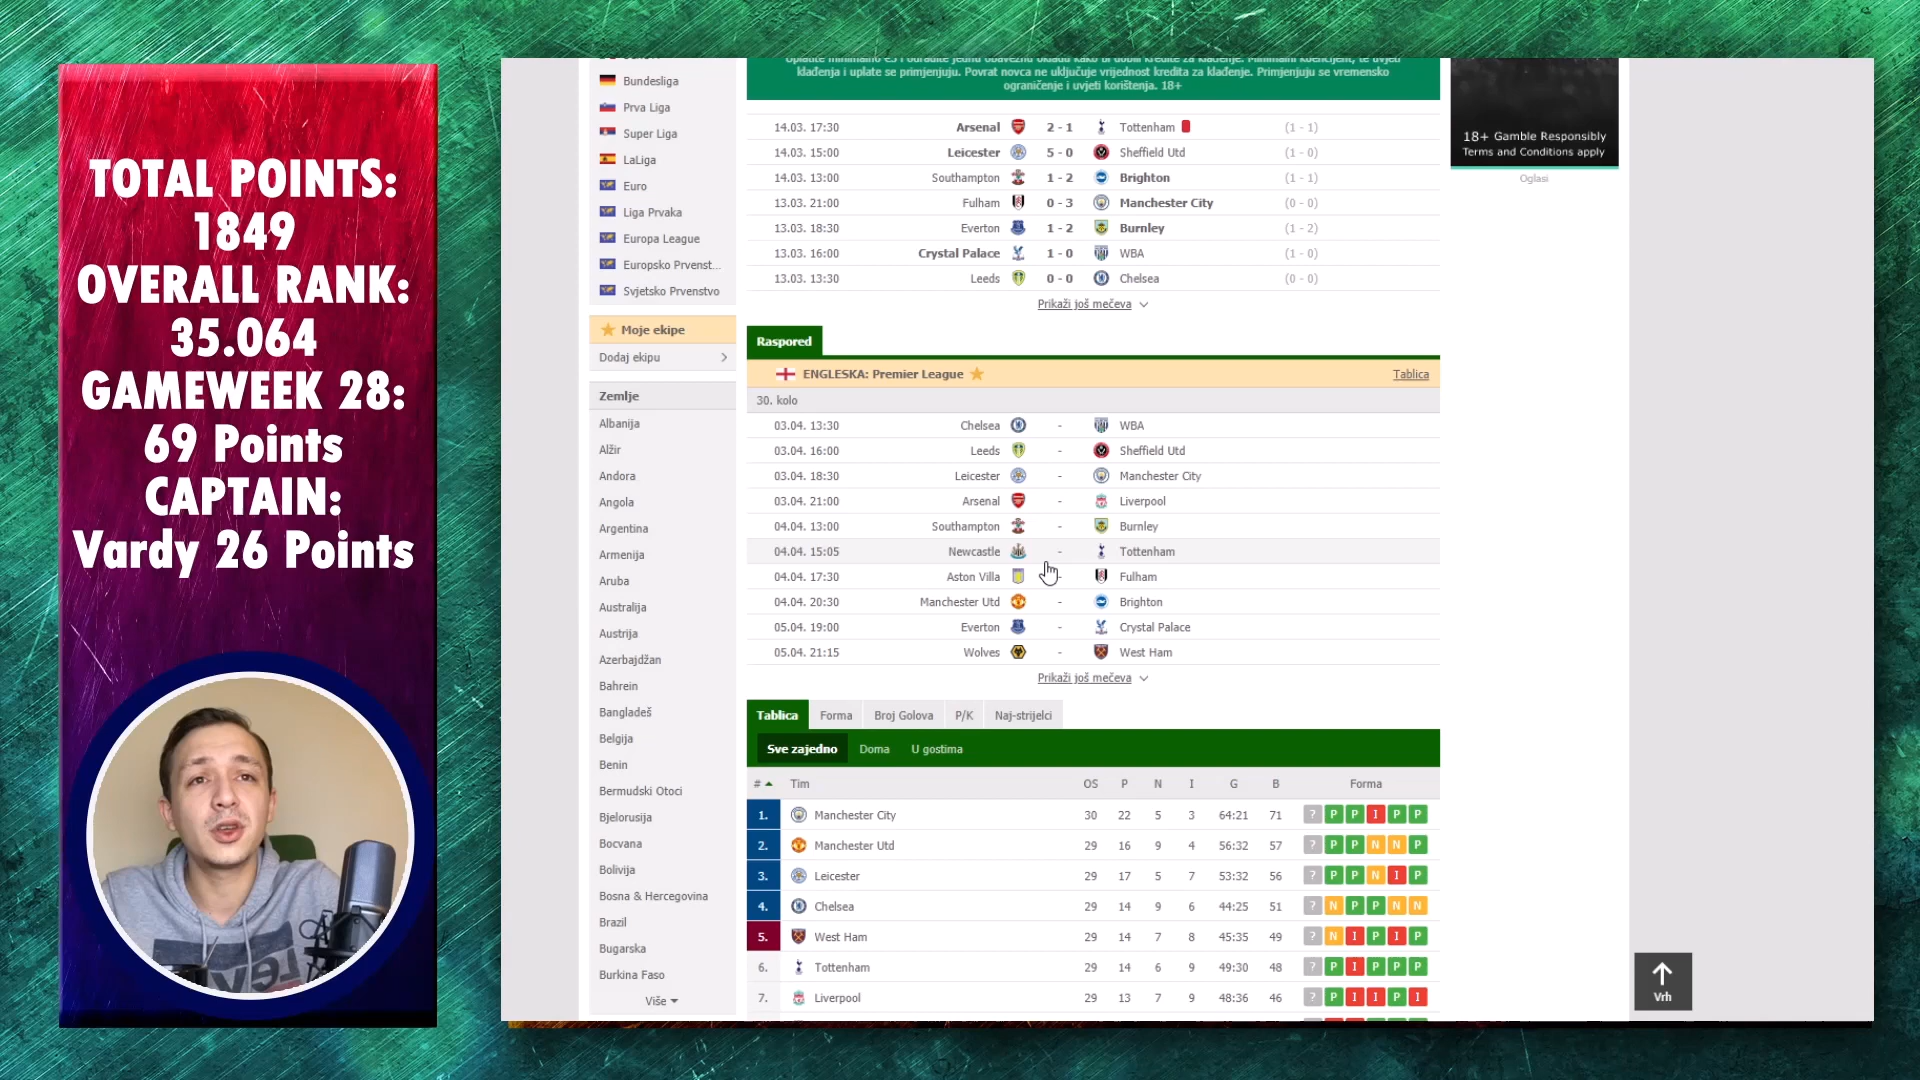 TOTAL POINTS:
1849
OVERALL RANK:
35.064
GAMEWEEK 28:
69 Points
CAPTAIN:
Vardy 26 Points
Bundesliga
Prva Liga
Super Liga
LaLiga
Euro
Liga Prvaka
Europa League
Europsko Prvenst...
Svjetsko Prvenstvo
Moje ekipe
Dodaj ekipu
Zemlje
Albanija
Alžir
Andora
Angola
Argentina
Armenija
Aruba
Australija
Austrija
Azerbajdžan
Bahrein
Bangladeš
Belgija
Benin
Bermudski Otoci
Bjelorusija
Bocvana
Bolivija
Bosna & Hercegovina
Brazil
Bugarska
Burkina Faso
Više
klađenja i uplate se primjenjuju. Povrat novca ne uključuje vrijednost kredita za klađenje. Primjenjuju se vremensko
ograničenje i uvjeti korištenja. 18+
14.03. 17:30 Arsenal 2 - 1 Tottenham (1 - 1)
14.03. 15:00 Leicester 5 - 0 Sheffield Utd (1 - 0)
14.03. 13:00 Southampton 1 - 2 Brighton (1 - 1)
13.03. 21:00 Fulham 0 - 3 Manchester City (0 - 0)
13.03. 18:30 Everton 1 - 2 Burnley (1 - 2)
13.03. 16:00 Crystal Palace 1 - 0 WBA (1 - 0)
13.03. 13:30 Leeds 0 - 0 Chelsea (0 - 0)
Prikaži još mečeva
Raspored
ENGLESKA: Premier League Tablica
30. kolo
03.04. 13:30 Chelsea - WBA
03.04. 16:00 Leeds - Sheffield Utd
03.04. 18:30 Leicester - Manchester City
03.04. 21:00 Arsenal - Liverpool
04.04. 13:00 Southampton - Burnley
04.04. 15:05 Newcastle - Tottenham
04.04. 17:30 Aston Villa - Fulham
04.04. 20:30 Manchester Utd - Brighton
05.04. 19:00 Everton - Crystal Palace
05.04. 21:15 Wolves - West Ham
Prikaži još mečeva
Tablica Forma Broj Golova P/K Naj-strijelci
Sve zajedno Doma U gostima
# Tim OS P N I G B Forma
1. Manchester City 30 22 5 3 64:21 71 ? P P I P P
2. Manchester Utd 29 16 9 4 56:32 57 ? P P N N P
3. Leicester 29 17 5 7 53:32 56 ? P P N I P
4. Chelsea 29 14 9 6 44:25 51 ? N P P N N
5. West Ham 29 14 7 8 45:35 49 ? N I P I P
6. Tottenham 29 14 6 9 49:30 48 ? P I P P P
7. Liverpool 29 13 7 9 48:36 46 ? P I I P I
18+ Gamble Responsibly
Terms and Conditions apply
Oglasi
Vrh